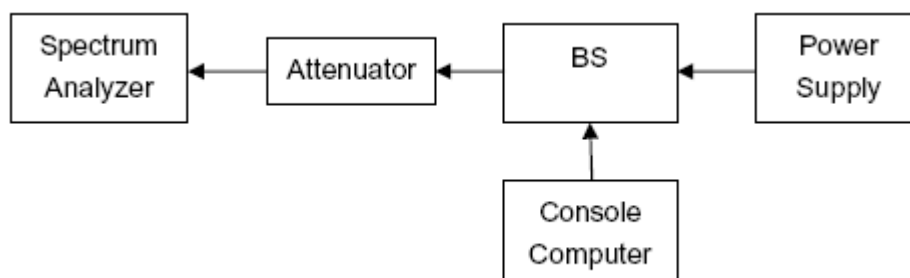 Spectrum
Analyzer
Attenuator
BS
Power
Supply
Console
Computer